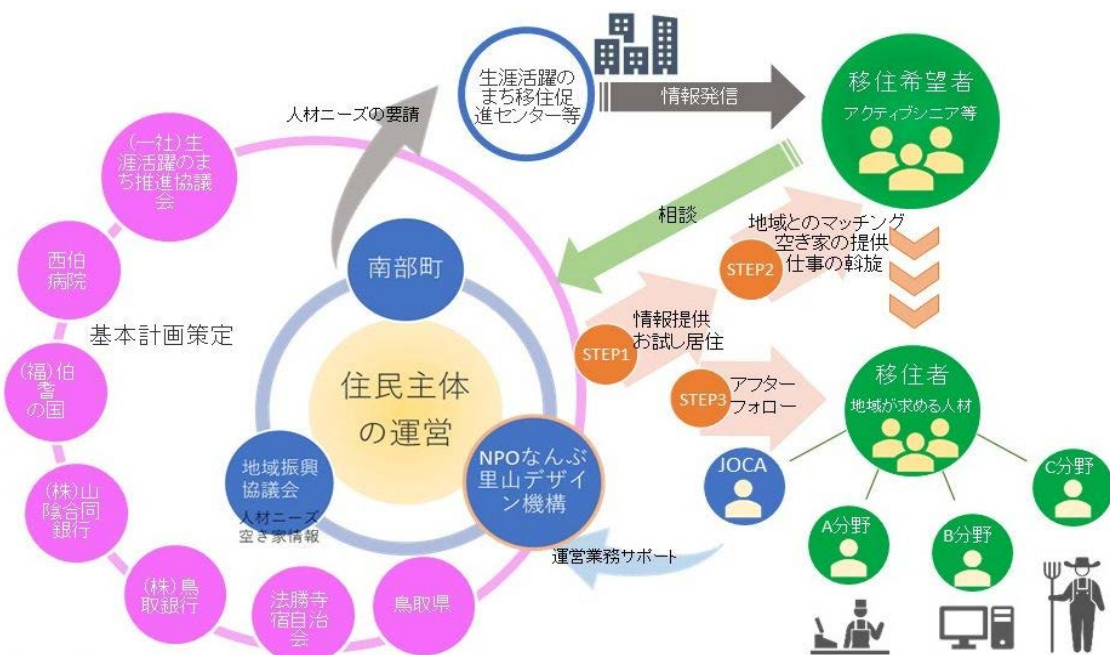 生涯活躍の
まち移住促
進センター等
情報発信
移住希望者
アクティブシニア等
人材ニーズの要請
(一社)生
涯活躍のま
ち推進協議
会
相談
地域とのマッチング
空き家の提供
仕事の斡旋
STEP2
西伯
病院
南部町
基本計画策定
情報提供
お試し居住
STEP1
(福)伯
耆の国
住民主体
の運営
STEP3
アフター
フォロー
移住者
地域が求める人材
地域振興
協議会
人材ニーズ
空き家情報
NPOなんぶ
里山デザイ
ン機構
JOCA
C分野
A分野
B分野
(株)山
陰合同
銀行
運営業務サポート
(株)鳥
取銀行
法勝寺
宿自治
会
鳥取県